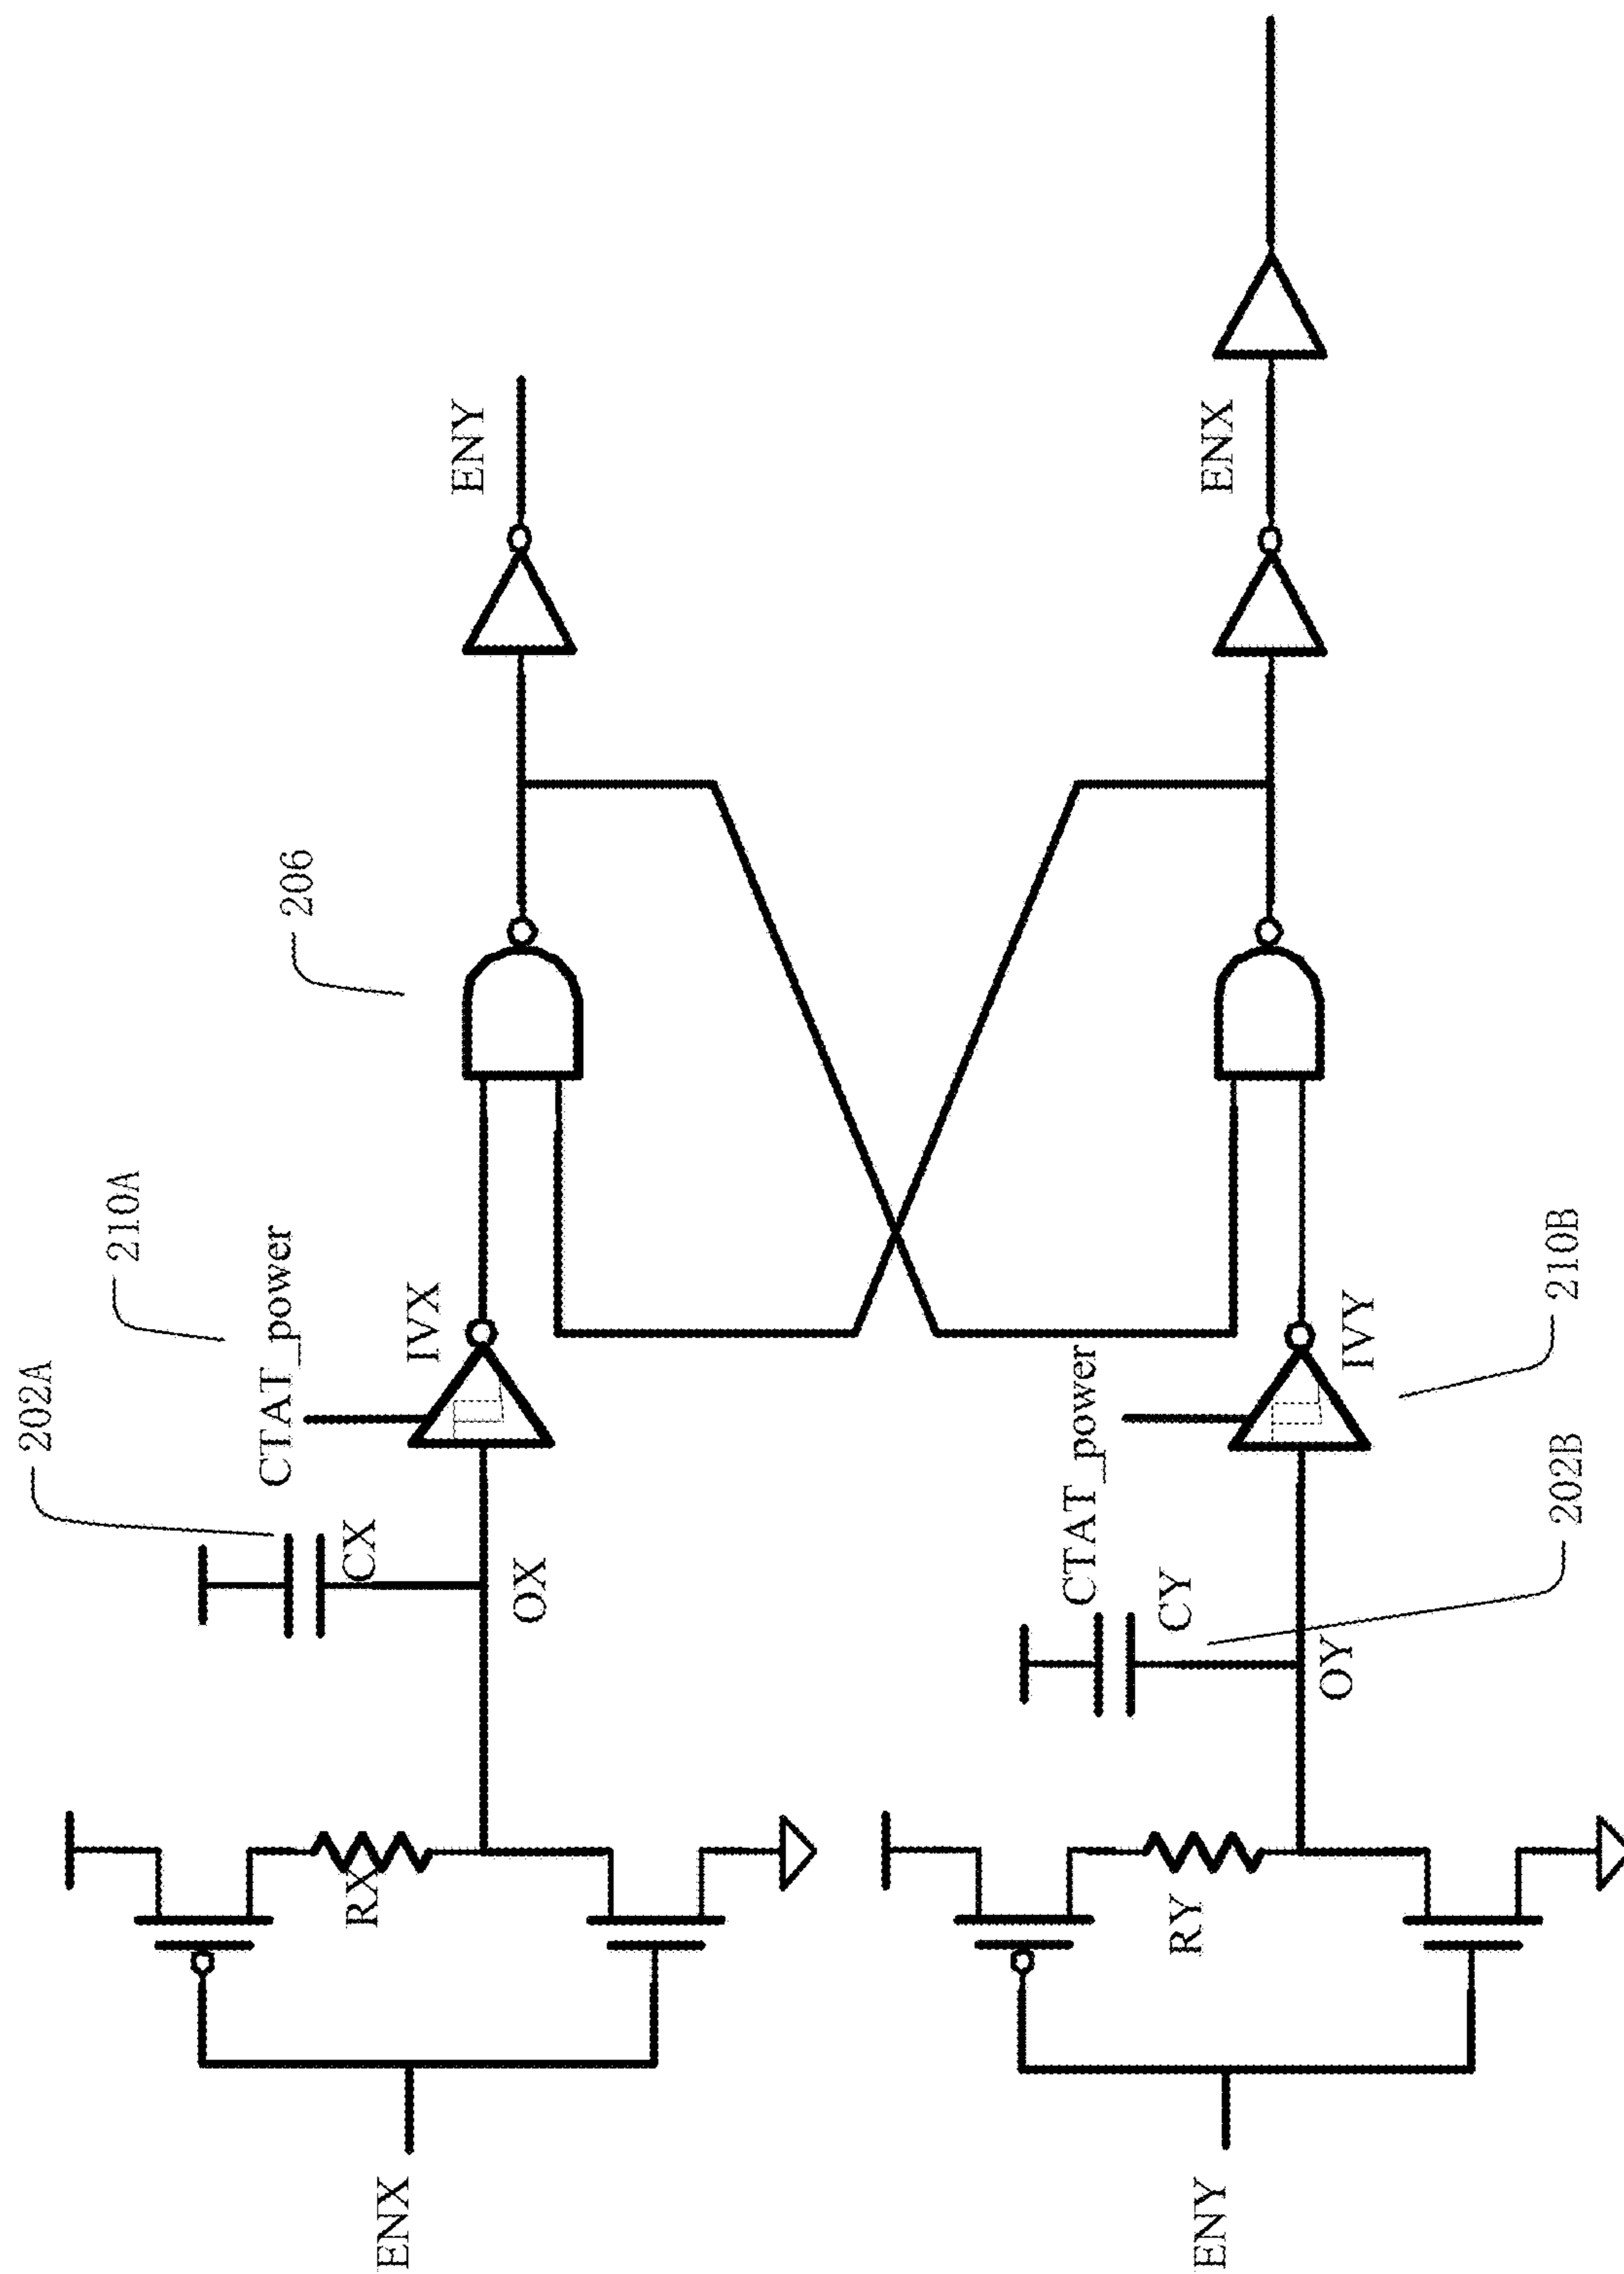 ENX
RX
CX
202A
OX
CTAT_power
210A
IVX
206
ENY
ENY
RY
CY
202B
OY
CTAT_power
210B
IVY
ENX